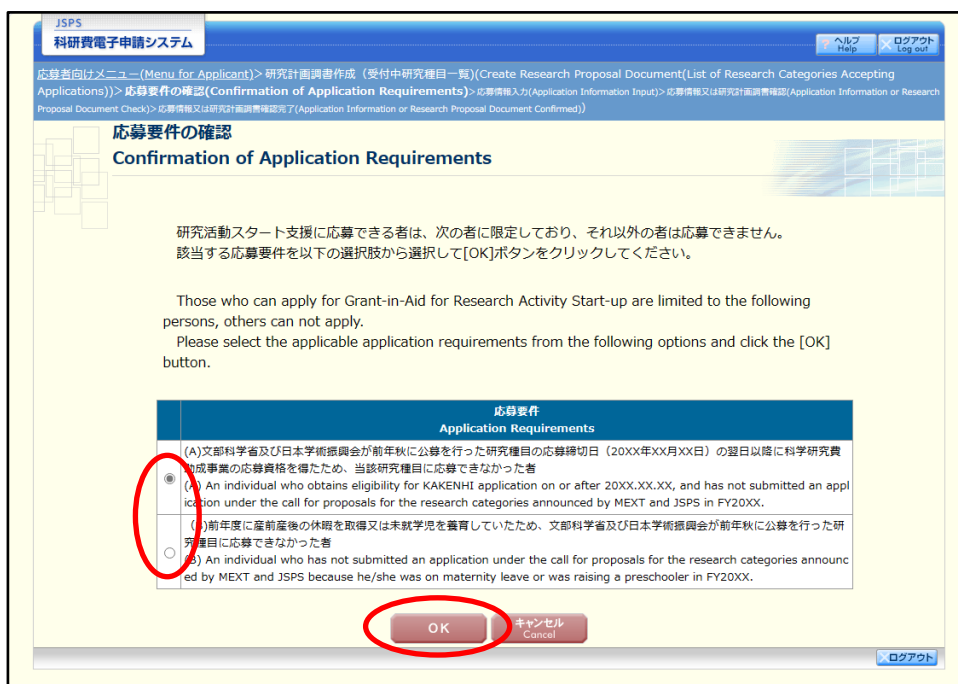 JSPS
科研費電子申請システム
? ヘルプ
Help
ログアウト
Log out
応募者向けメニュー(Menu for Applicant)> 研究計画調書作成（受付中研究種目一覧）(Create Research Proposal Document(List of Research Categories Accepting
Applications))> 応募要件の確認(Confirmation of Application Requirements)> 応募情報入力(Application Information Input)> 応募情報又は研究計画調書確認(Application Information or Research
Proposal Document Check)> 応募情報又は研究計画調書確認完了(Application Information or Research Proposal Document Confirmed))
応募要件の確認
Confirmation of Application Requirements
研究活動スタート支援に応募できる者は、次の者に限定しており、それ以外の者は応募できません。
該当する応募要件を以下の選択肢から選択して[OK]ボタンをクリックしてください。
Those who can apply for Grant-in-Aid for Research Activity Start-up are limited to the following
persons, others can not apply.
Please select the applicable application requirements from the following options and click the [OK]
button.
応募要件
Application Requirements
(A)文部科学省及び日本学術振興会が前年秋に公募を行った研究種目の応募締切日（20XX年XX月XX日）の翌日以降に科学研究費
助成事業の応募資格を得たため、当該研究種目に応募できなかった者
(A) An individual who obtains eligibility for KAKENHI application on or after 20XX.XX.XX, and has not submitted an appl
ication under the call for proposals for the research categories announced by MEXT and JSPS in FY20XX.
(B)前年度に産前産後の休暇を取得又は未就学児を養育していたため、文部科学省及び日本学術振興会が前年秋に公募を行った研
究種目に応募できなかった者
(B) An individual who has not submitted an application under the call for proposals for the research categories announc
ed by MEXT and JSPS because he/she was on maternity leave or was raising a preschooler in FY20XX.
OK
キャンセル
Cancel
ログアウト